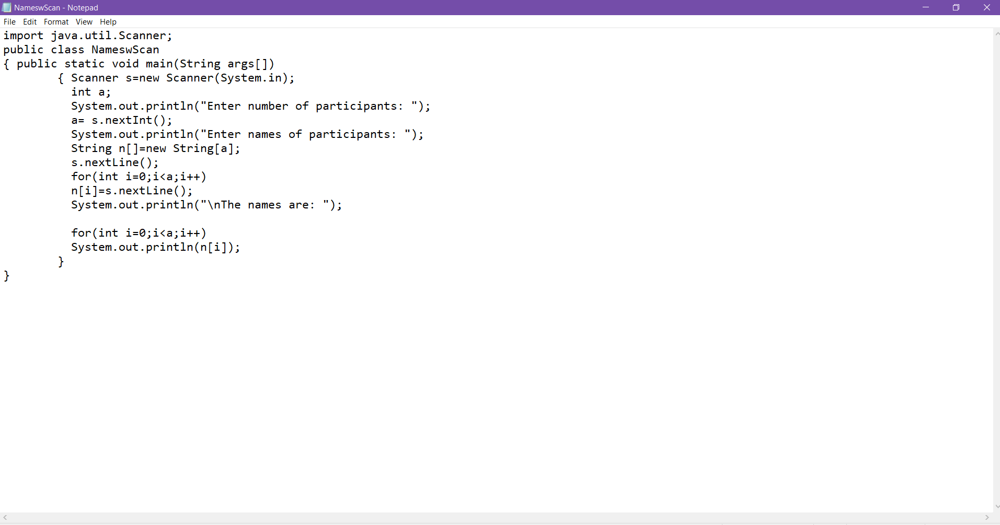 NameswScan - Notepad
File Edit Format View Help
import java.util.Scanner;
public class NameswScan
{ public static void main(String args[])
{ Scanner s=new Scanner(System.in);
int a;
System.out.println("Enter number of participants: ");
a= s.nextInt();
System.out.println("Enter names of participants: ");
String n[]=new String[a];
s.nextLine();
for(int i=0;i<a;i++)
n[i]=s.nextLine();
System.out.println("\nThe names are: ");
for(int i=0;i<a;i++)
System.out.println(n[i]);
}
}